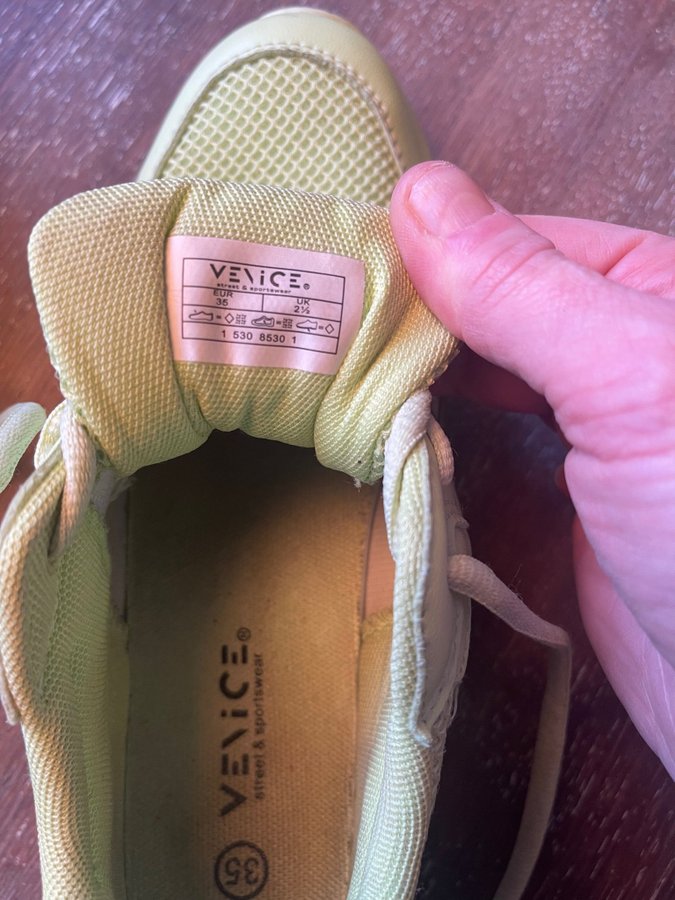 VENiCE®
street & sportswear
EUR UK
35 2½
1 530 8530 1
VENiCE®
street & sportswear
35